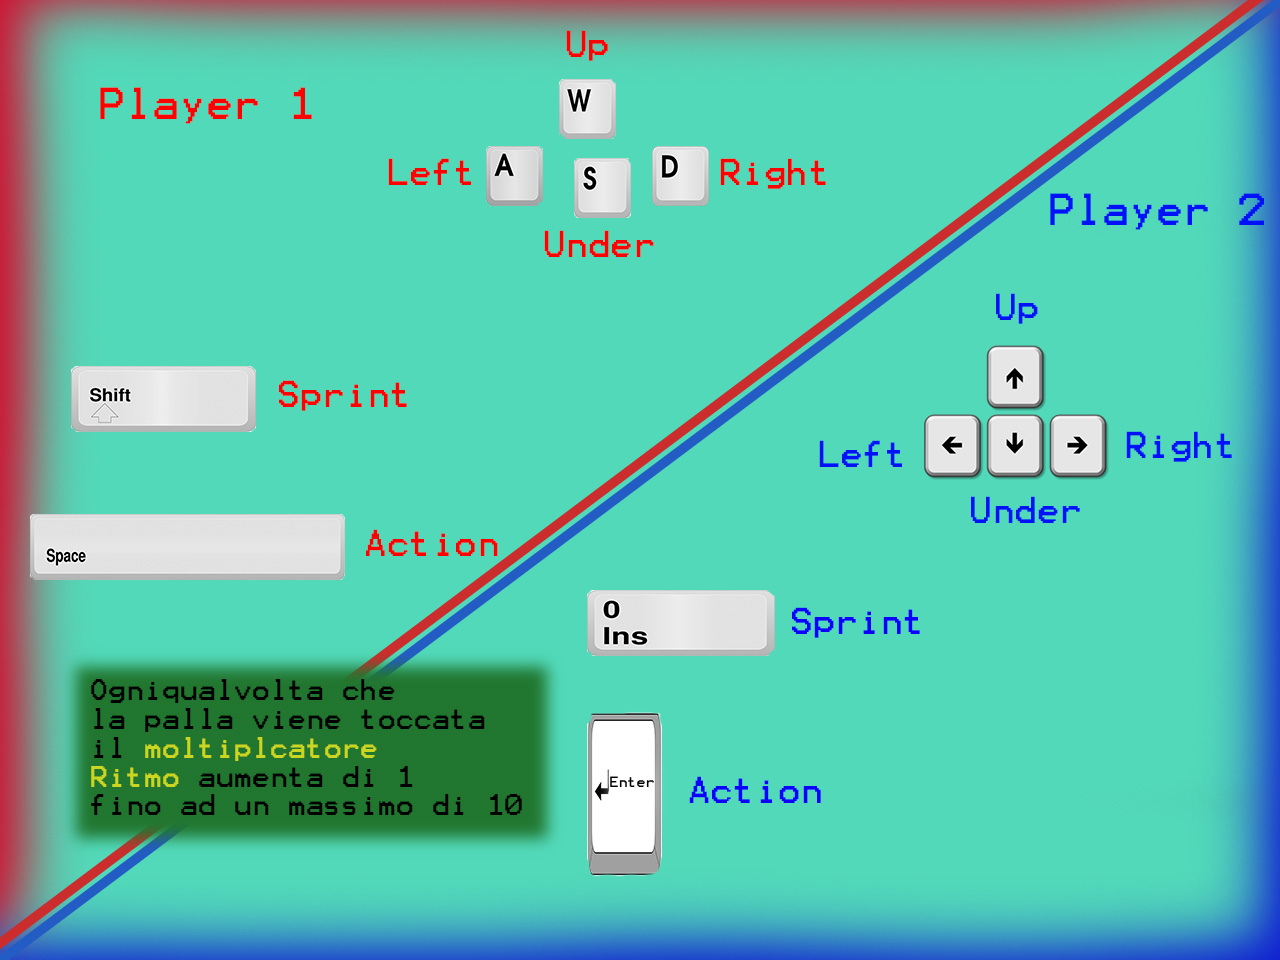 Up
Player 1
W
Left A S D Right
Under
Player 2
Up
Shift Sprint
Left Right
Under
Space Action
0
Ins
Sprint
Ogniqualvolta che
la palla viene toccata
il moltiplcatore
Ritmo aumenta di 1
fino ad un massimo di 10
Enter
Action